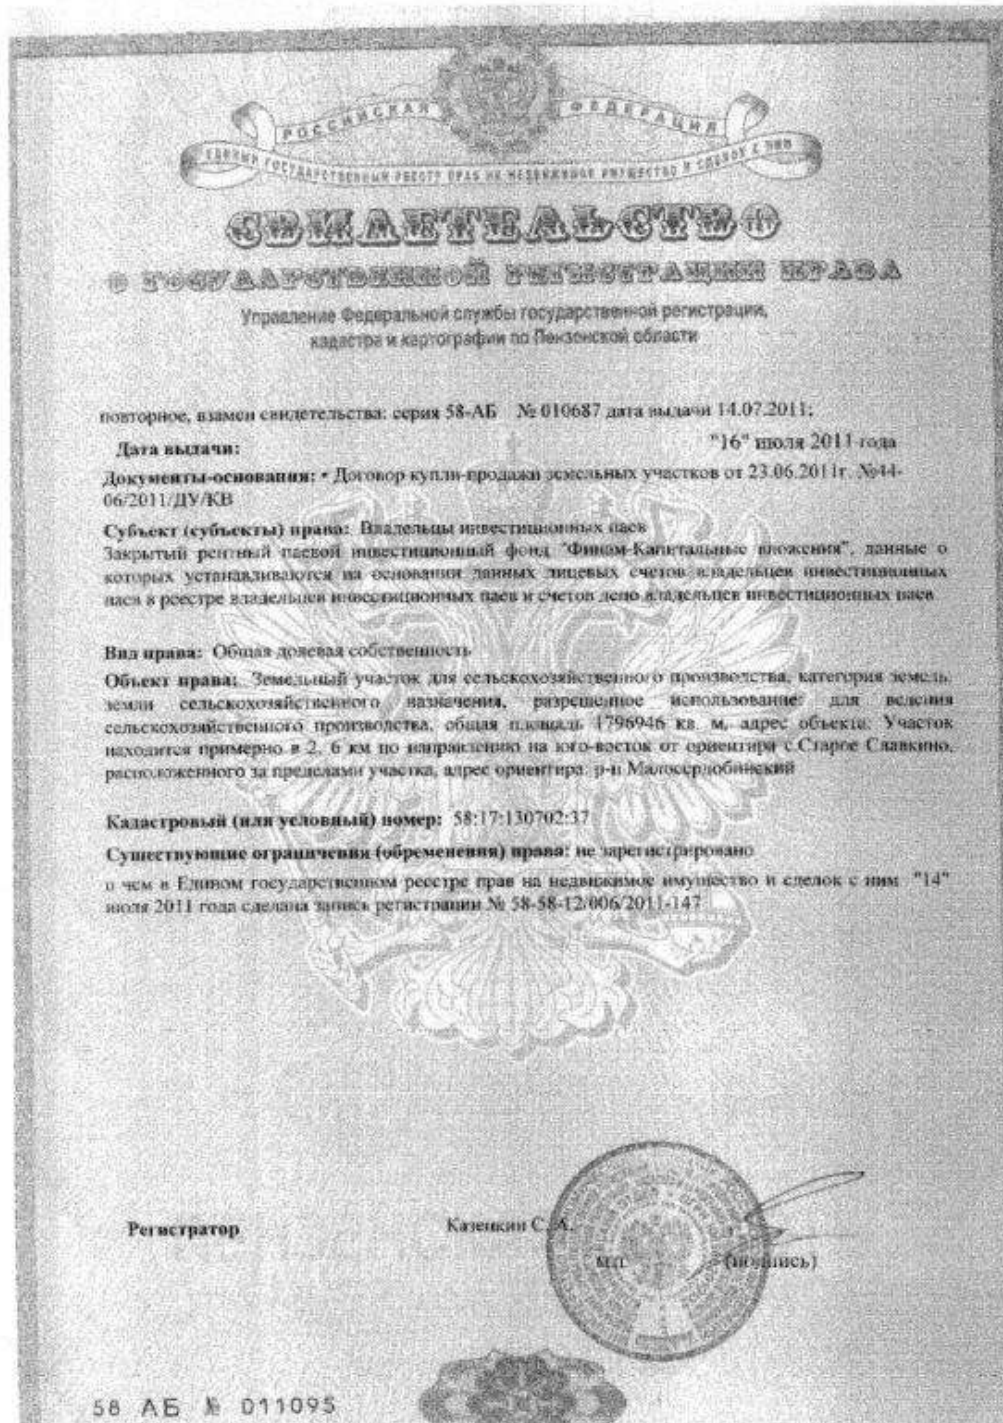 РОССИЙСКАЯ ФЕДЕРАЦИЯ
ЕДИНЫЙ ГОСУДАРСТВЕННЫЙ РЕЕСТР ПРАВ НА НЕДВИЖИМОЕ ИМУЩЕСТВО И СДЕЛОК С НИМ
СВИДЕТЕЛЬСТВО
О ГОСУДАРСТВЕННОЙ РЕГИСТРАЦИИ ПРАВА
Управление Федеральной службы государственной регистрации,
кадастра и картографии по Пензенской области
повторное, взамен свидетельства: серия 58-АБ № 010687 дата выдачи 14.07.2011;
Дата выдачи: "16" июля 2011 года
Документы-основания: • Договор купли-продажи земельных участков от 23.06.2011г. №44-
06/2011/ДУ/КВ
Субъект (субъекты) права: Владельцы инвестиционных паев
Закрытый рентный паевой инвестиционный фонд "Финам-Капитальные вложения", данные о
которых устанавливаются на основании данных лицевых счетов владельцев инвестиционных
паев в реестре владельцев инвестиционных паев и счетов депо владельцев инвестиционных паев
Вид права: Общая долевая собственность
Объект права: Земельный участок для сельскохозяйственного производства, категория земель:
земли сельскохозяйственного назначения, разрешенное использование: для ведения
сельскохозяйственного производства, общая площадь 1796946 кв. м, адрес объекта: Участок
находится примерно в 2, 6 км по направлению на юго-восток от ориентира с.Старое Славкино,
расположенного за пределами участка, адрес ориентира: р-н Малосердобинский
Кадастровый (или условный) номер: 58:17:130702:37
Существующие ограничения (обременения) права: не зарегистрировано
о чем в Едином государственном реестре прав на недвижимое имущество и сделок с ним "14"
июля 2011 года сделана запись регистрации № 58-58-12/006/2011-147
Регистратор Казенкин С. А.
м.п. (подпись)
58 АБ № 011095